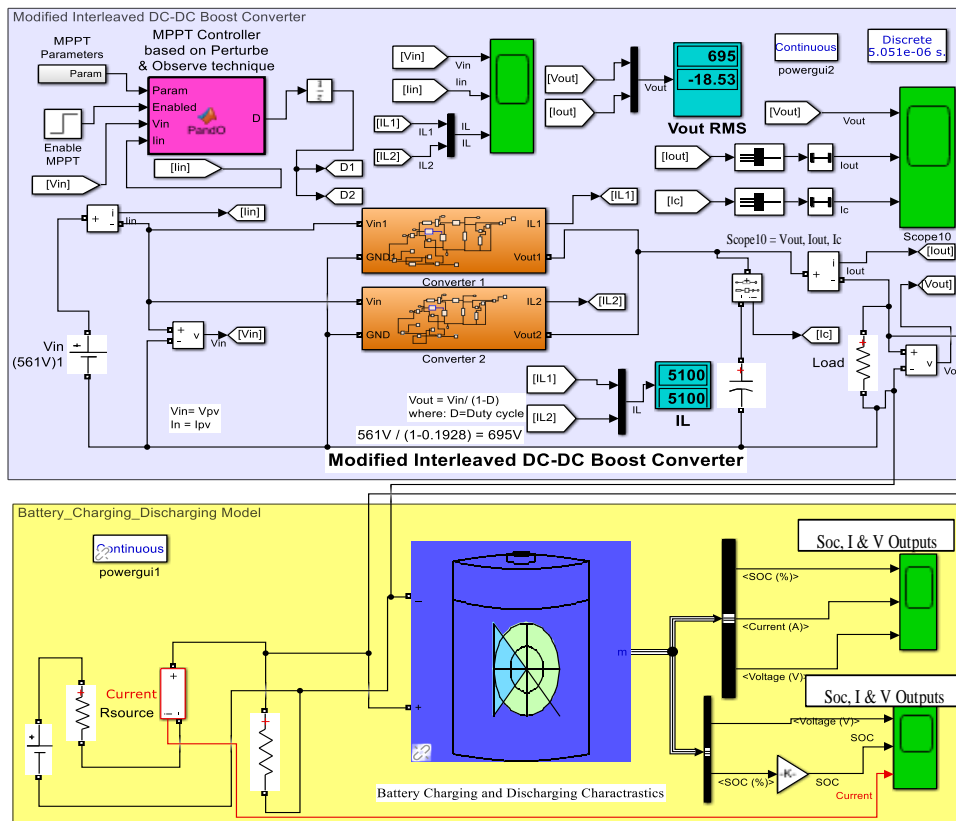 Modified Interleaved DC-DC Boost Converter
MPPT
Parameters
Param
MPPT Controller
based on Perturbe
& Observe technique
Param
Enabled
Vin
Iin
D
PandO
Enable
MPPT
[Vin]
[Iin]
D1
D2
[Vin]
Vin
[Iin]
Iin
[IL1]
IL1
IL
IL
[IL2]
IL2
[Vout]
[Iout]
Vout
695
-18.53
Vout RMS
Continuous
powergui2
Discrete
5.051e-06 s.
[Vout]
Vout
[Iout]
Iout
[Ic]
Ic
Scope10
Scope10 = Vout, Iout, Ic
i
+
-
Iin
[Iin]
Vin1
GND1
IL1
Vout1
Converter 1
[IL1]
Vin
GND
IL2
Vout2
Converter 2
[IL2]
+
-
v
Vin
[Vin]
Vin
(561V)1
Vin= Vpv
In = Ipv
i
+
-
Iout
[Iout]
[Vout]
[Ic]
Load
+
-
v
Vo
Vout = Vin/ (1-D)
where: D=Duty cycle
561V / (1-0.1928) = 695V
[IL1]
[IL2]
IL
5100
5100
IL
Modified Interleaved DC-DC Boost Converter
Battery_Charging_Discharging Model
Continuous
powergui1
Current
Rsource
+
i -
_
+
m
Battery Charging and Discharging Charactrastics
Soc, I & V Outputs
<SOC (%)>
<Current (A)>
<Voltage (V)>
Soc, I & V Outputs
<Voltage (V)>
SOC
<SOC (%)>
-K-
SOC
Current